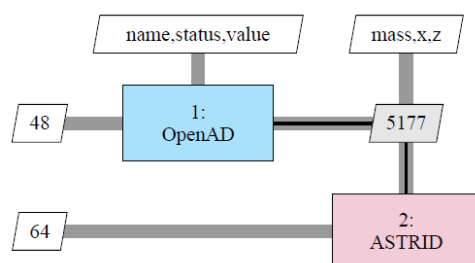 name,status,value
mass,x,z
48
1:
OpenAD
5177
64
2:
ASTRID